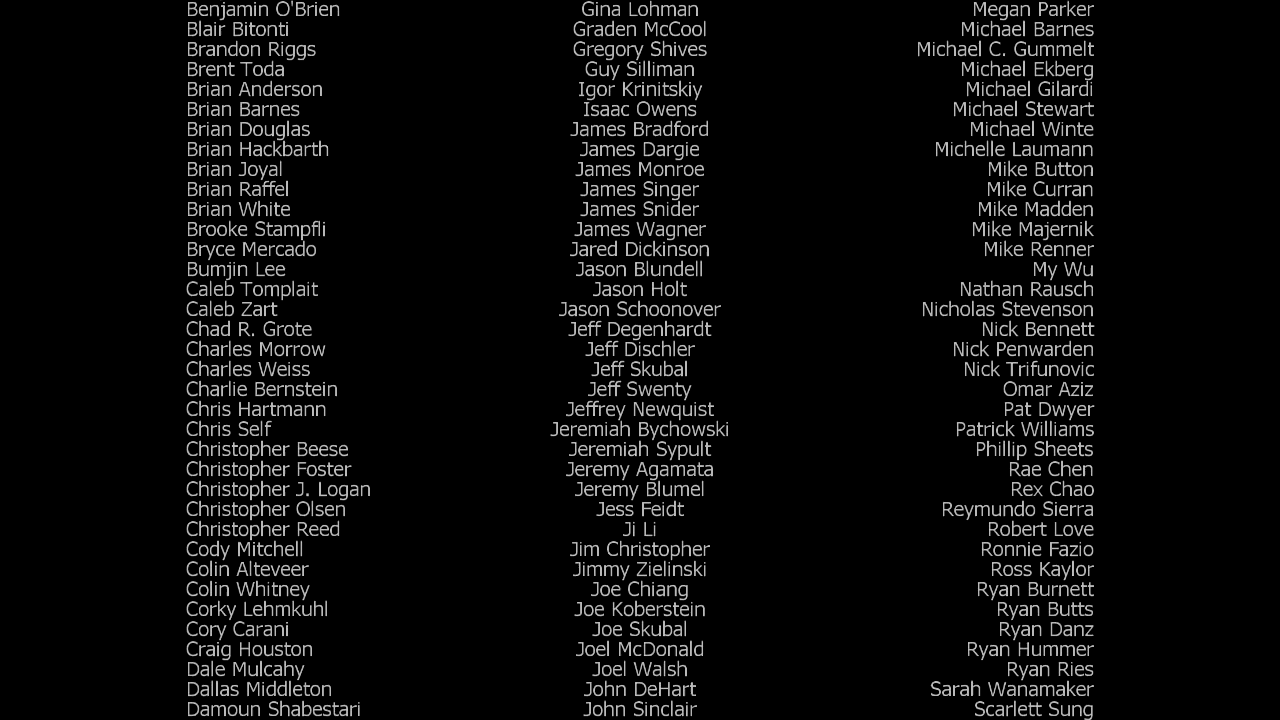 Benjamin O'Brien
Blair Bitonti
Brandon Riggs
Brent Toda
Brian Anderson
Brian Barnes
Brian Douglas
Brian Hackbarth
Brian Joyal
Brian Raffel
Brian White
Brooke Stampfli
Bryce Mercado
Bumjin Lee
Caleb Tomplait
Caleb Zart
Chad R. Grote
Charles Morrow
Charles Weiss
Charlie Bernstein
Chris Hartmann
Chris Self
Christopher Beese
Christopher Foster
Christopher J. Logan
Christopher Olsen
Christopher Reed
Cody Mitchell
Colin Alteveer
Colin Whitney
Corky Lehmkuhl
Cory Carani
Craig Houston
Dale Mulcahy
Dallas Middleton
Damoun Shabestari
Gina Lohman
Graden McCool
Gregory Shives
Guy Silliman
Igor Krinitskiy
Isaac Owens
James Bradford
James Dargie
James Monroe
James Singer
James Snider
James Wagner
Jared Dickinson
Jason Blundell
Jason Holt
Jason Schoonover
Jeff Degenhardt
Jeff Dischler
Jeff Skubal
Jeff Swenty
Jeffrey Newquist
Jeremiah Bychowski
Jeremiah Sypult
Jeremy Agamata
Jeremy Blumel
Jess Feidt
Ji Li
Jim Christopher
Jimmy Zielinski
Joe Chiang
Joe Koberstein
Joe Skubal
Joel McDonald
Joel Walsh
John DeHart
John Sinclair
Megan Parker
Michael Barnes
Michael C. Gummelt
Michael Ekberg
Michael Gilardi
Michael Stewart
Michael Winte
Michelle Laumann
Mike Button
Mike Curran
Mike Madden
Mike Majernik
Mike Renner
My Wu
Nathan Rausch
Nicholas Stevenson
Nick Bennett
Nick Penwarden
Nick Trifunovic
Omar Aziz
Pat Dwyer
Patrick Williams
Phillip Sheets
Rae Chen
Rex Chao
Reymundo Sierra
Robert Love
Ronnie Fazio
Ross Kaylor
Ryan Burnett
Ryan Butts
Ryan Danz
Ryan Hummer
Ryan Ries
Sarah Wanamaker
Scarlett Sung